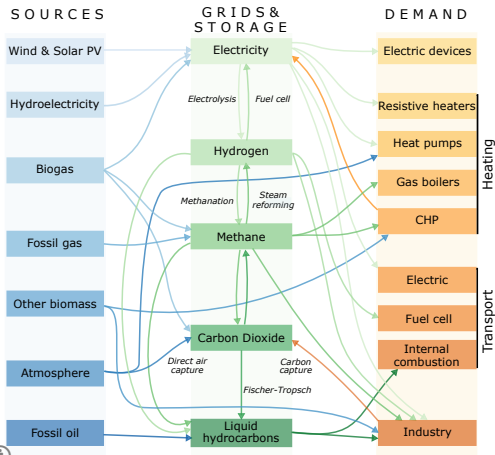 SOURCES
GRIDS&
STORAGE
DEMAND
Wind & Solar PV
Electricity
Electric devices
Hydroelectricity
Electrolysis
Fuel cell
Resistive heaters
Heat pumps
Hydrogen
Biogas
Gas boilers
Methanation
Steam
reforming
CHP
Heating
Fossil gas
Methane
Electric
Other biomass
Fuel cell
Carbon Dioxide
Internal
combustion
Transport
Direct air
capture
Carbon
capture
Atmosphere
Fischer-Tropsch
Fossil oil
Liquid
hydrocarbons
Industry